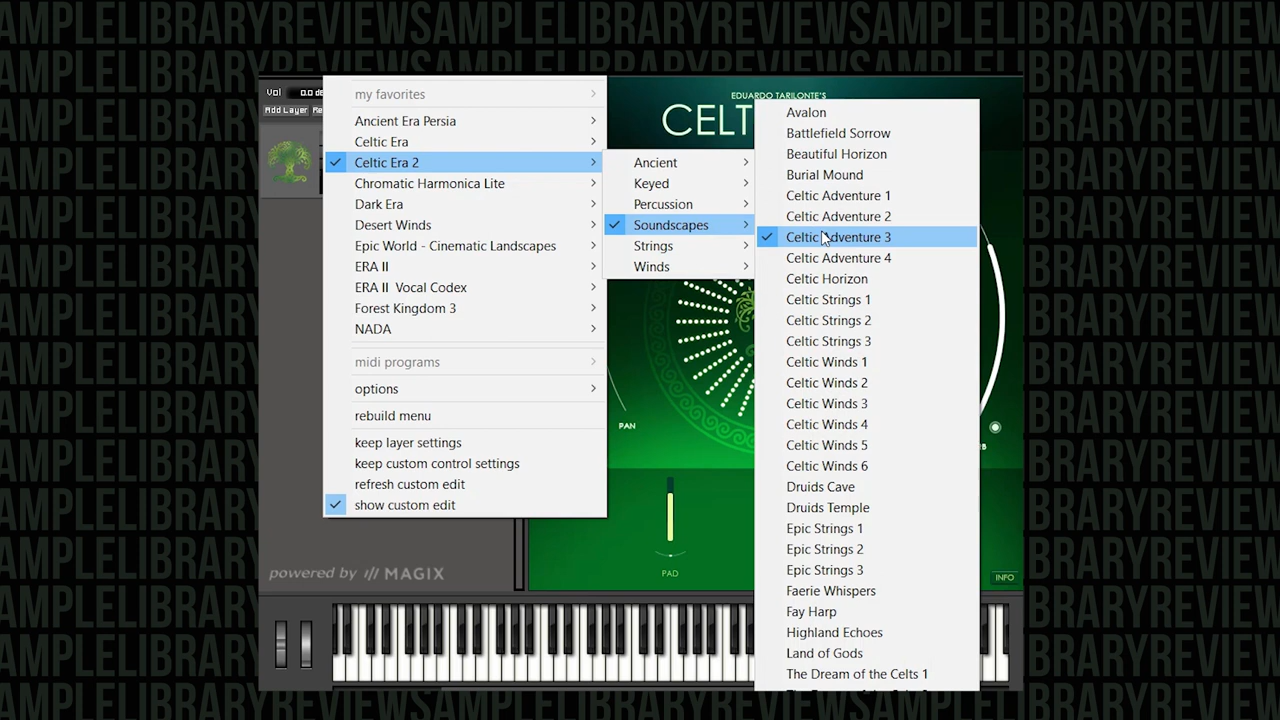 AMPLELIBRARYREVIEWSAMPLELIBRARYREVIEWSAMPLELIBRARYREVIEWSA
Vol 0.0 dB
Add Layer Re
EDUARDO TARILONTE'S
CELT
my favorites
Ancient Era Persia
Celtic Era
Celtic Era 2
Chromatic Harmonica Lite
Dark Era
Desert Winds
Epic World - Cinematic Landscapes
ERA II
ERA II Vocal Codex
Forest Kingdom 3
NADA
midi programs
options
rebuild menu
keep layer settings
keep custom control settings
refresh custom edit
show custom edit
Ancient
Keyed
Percussion
Soundscapes
Strings
Winds
Avalon
Battlefield Sorrow
Beautiful Horizon
Burial Mound
Celtic Adventure 1
Celtic Adventure 2
Celtic Adventure 3
Celtic Adventure 4
Celtic Horizon
Celtic Strings 1
Celtic Strings 2
Celtic Strings 3
Celtic Winds 1
Celtic Winds 2
Celtic Winds 3
Celtic Winds 4
Celtic Winds 5
Celtic Winds 6
Druids Cave
Druids Temple
Epic Strings 1
Epic Strings 2
Epic Strings 3
Faerie Whispers
Fay Harp
Highland Echoes
Land of Gods
The Dream of the Celts 1
PAN
PAD
INFO
powered by MAGIX